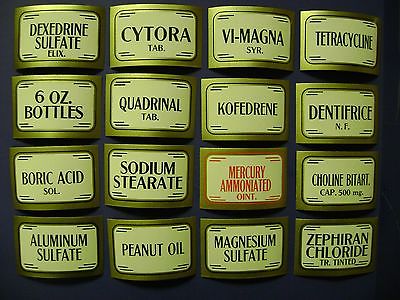 DEXEDRINE
SULFATE
ELIX.
CYTORA
TAB.
VI-MAGNA
SYR.
TETRACYCLINE
6 OZ.
BOTTLES
QUADRINAL
TAB.
KOFEDRENE
DENTIFRICE
N. F.
BORIC ACID
SOL.
SODIUM
STEARATE
MERCURY
AMMONIATED
OINT.
CHOLINE BITART.
CAP. 500 mg.
ALUMINUM
SULFATE
PEANUT OIL
MAGNESIUM
SULFATE
ZEPHIRAN
CHLORIDE
TR. TINTED